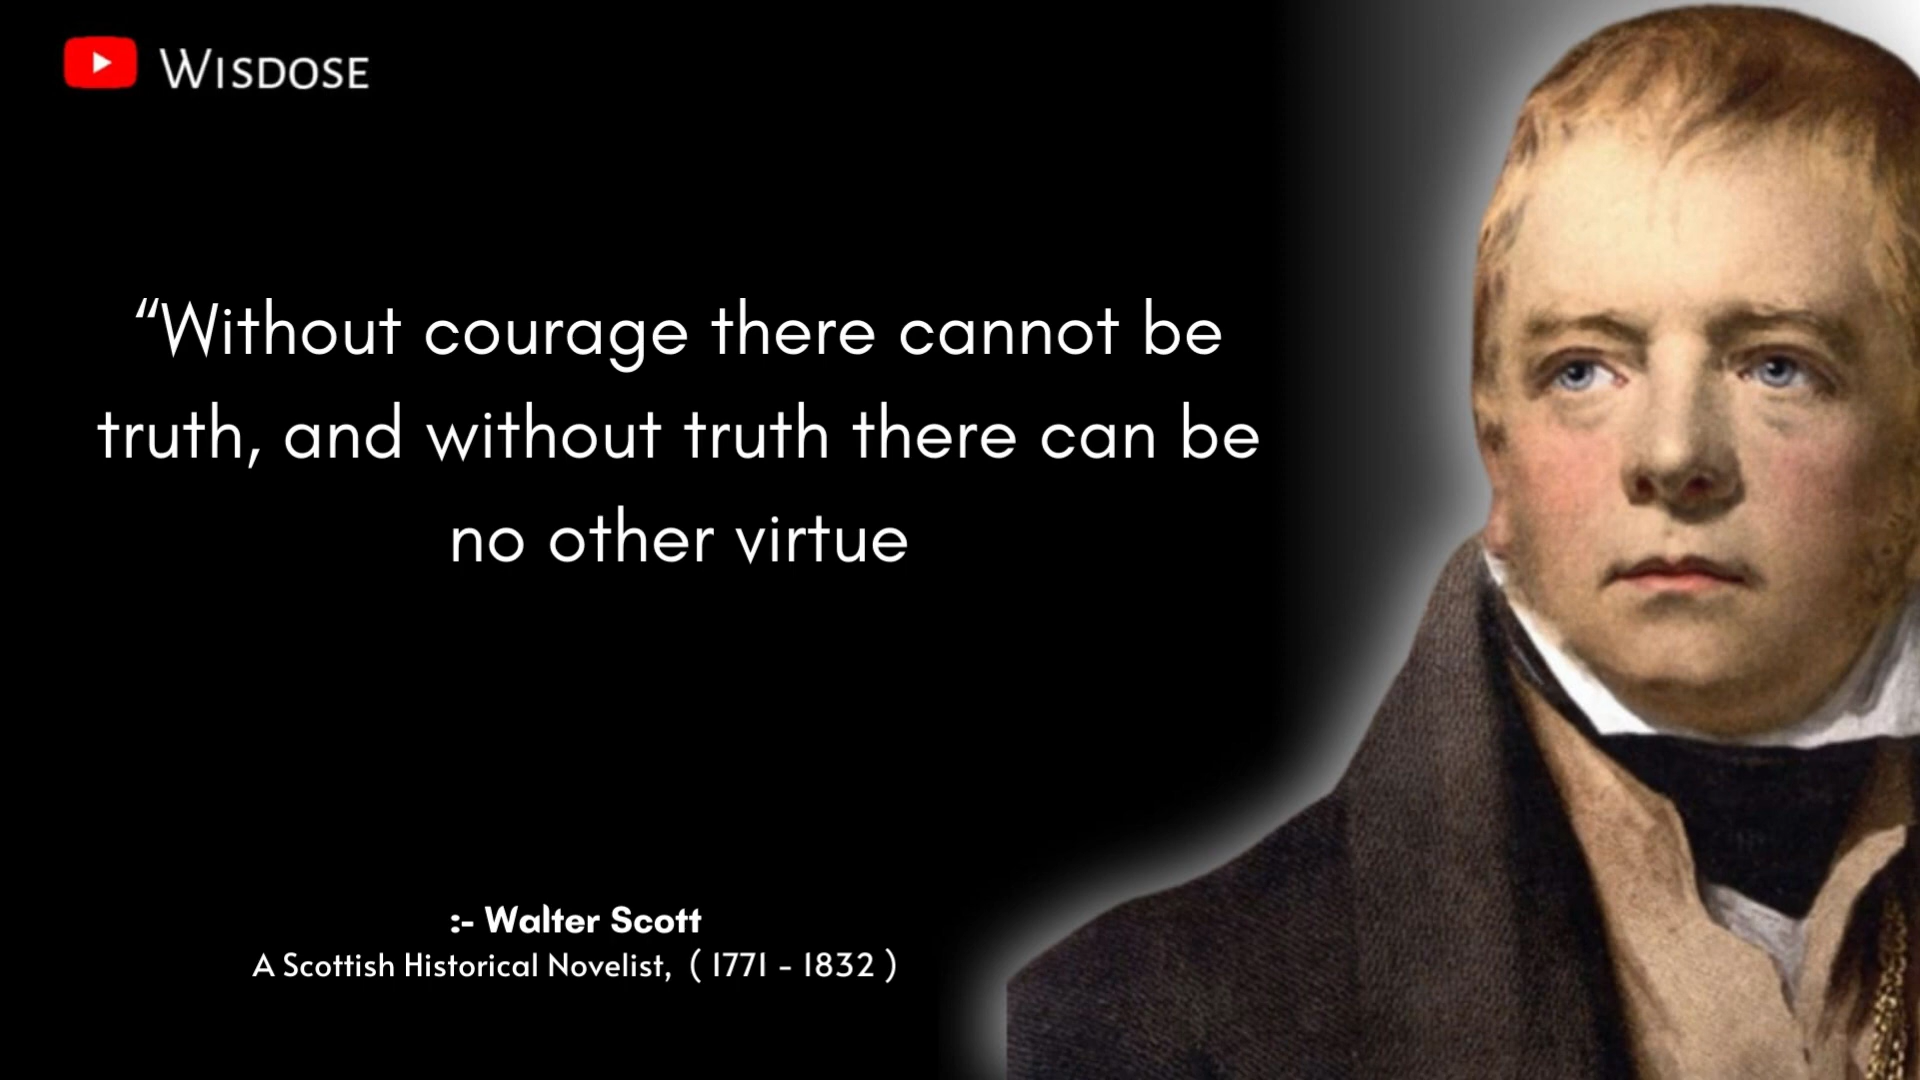 Wisdose
“Without courage there cannot be
truth, and without truth there can be
no other virtue
:- Walter Scott
A Scottish Historical Novelist, ( 1771 - 1832 )